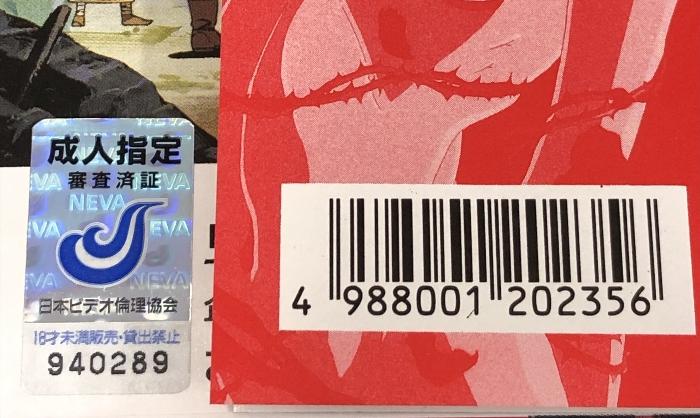 成人指定
審査済証
NEVA
日本ビデオ倫理協会
18才未満販売・貸出禁止
940289
4 988001 202356